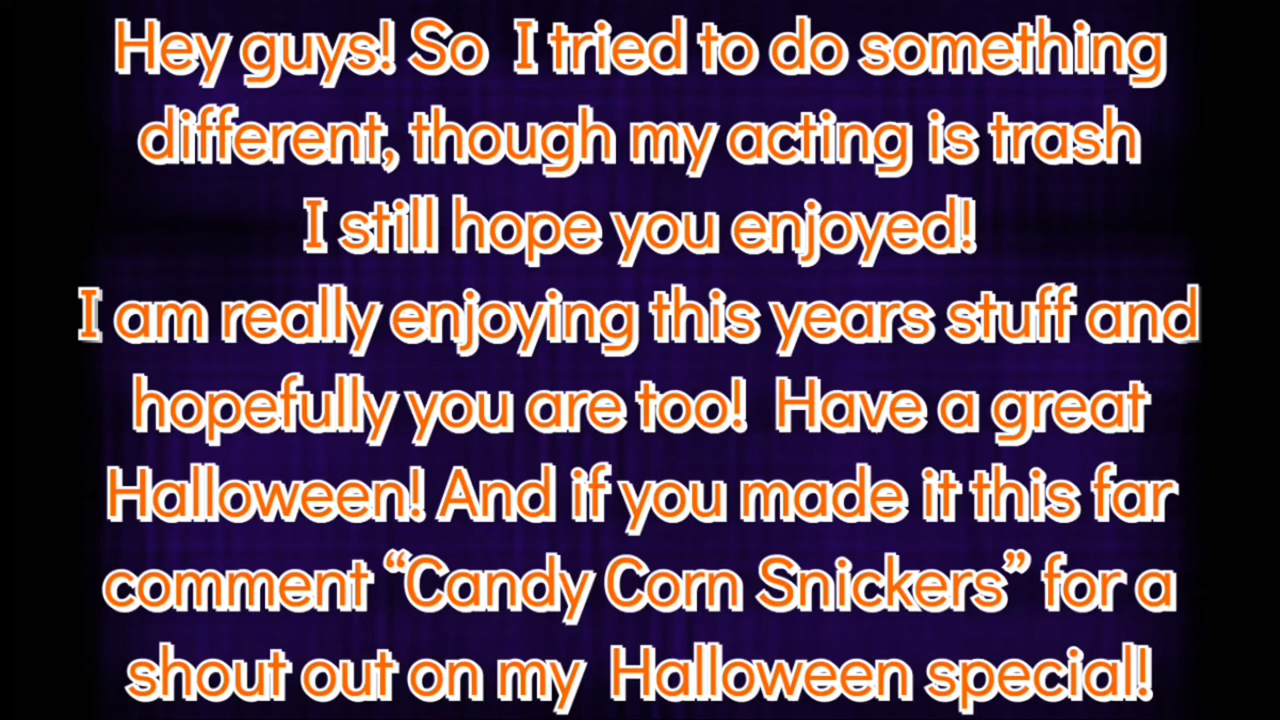 Hey guys! So I tried to do something
different, though my acting is trash
I still hope you enjoyed!
I am really enjoying this years stuff and
hopefully you are too! Have a great
Halloween! And if you made it this far
comment “Candy Corn Snickers” for a
shout out on my Halloween special!